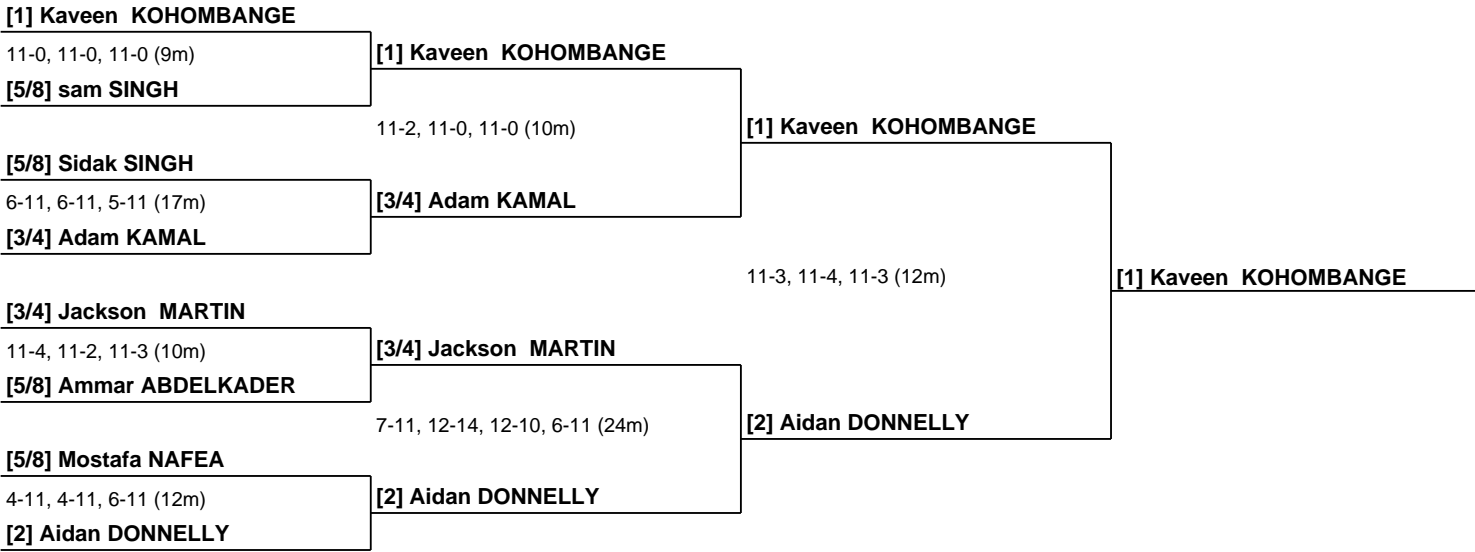 [1] Kaveen KOHOMBANGE
11-0, 11-0, 11-0 (9m)
[5/8] sam SINGH
[5/8] Sidak SINGH
6-11, 6-11, 5-11 (17m)
[3/4] Adam KAMAL
[3/4] Jackson MARTIN
11-4, 11-2, 11-3 (10m)
[5/8] Ammar ABDELKADER
[5/8] Mostafa NAFEA
4-11, 4-11, 6-11 (12m)
[2] Aidan DONNELLY
[1] Kaveen KOHOMBANGE
11-2, 11-0, 11-0 (10m)
[3/4] Adam KAMAL
[3/4] Jackson MARTIN
7-11, 12-14, 12-10, 6-11 (24m)
[2] Aidan DONNELLY
[1] Kaveen KOHOMBANGE
11-3, 11-4, 11-3 (12m)
[2] Aidan DONNELLY
[1] Kaveen KOHOMBANGE